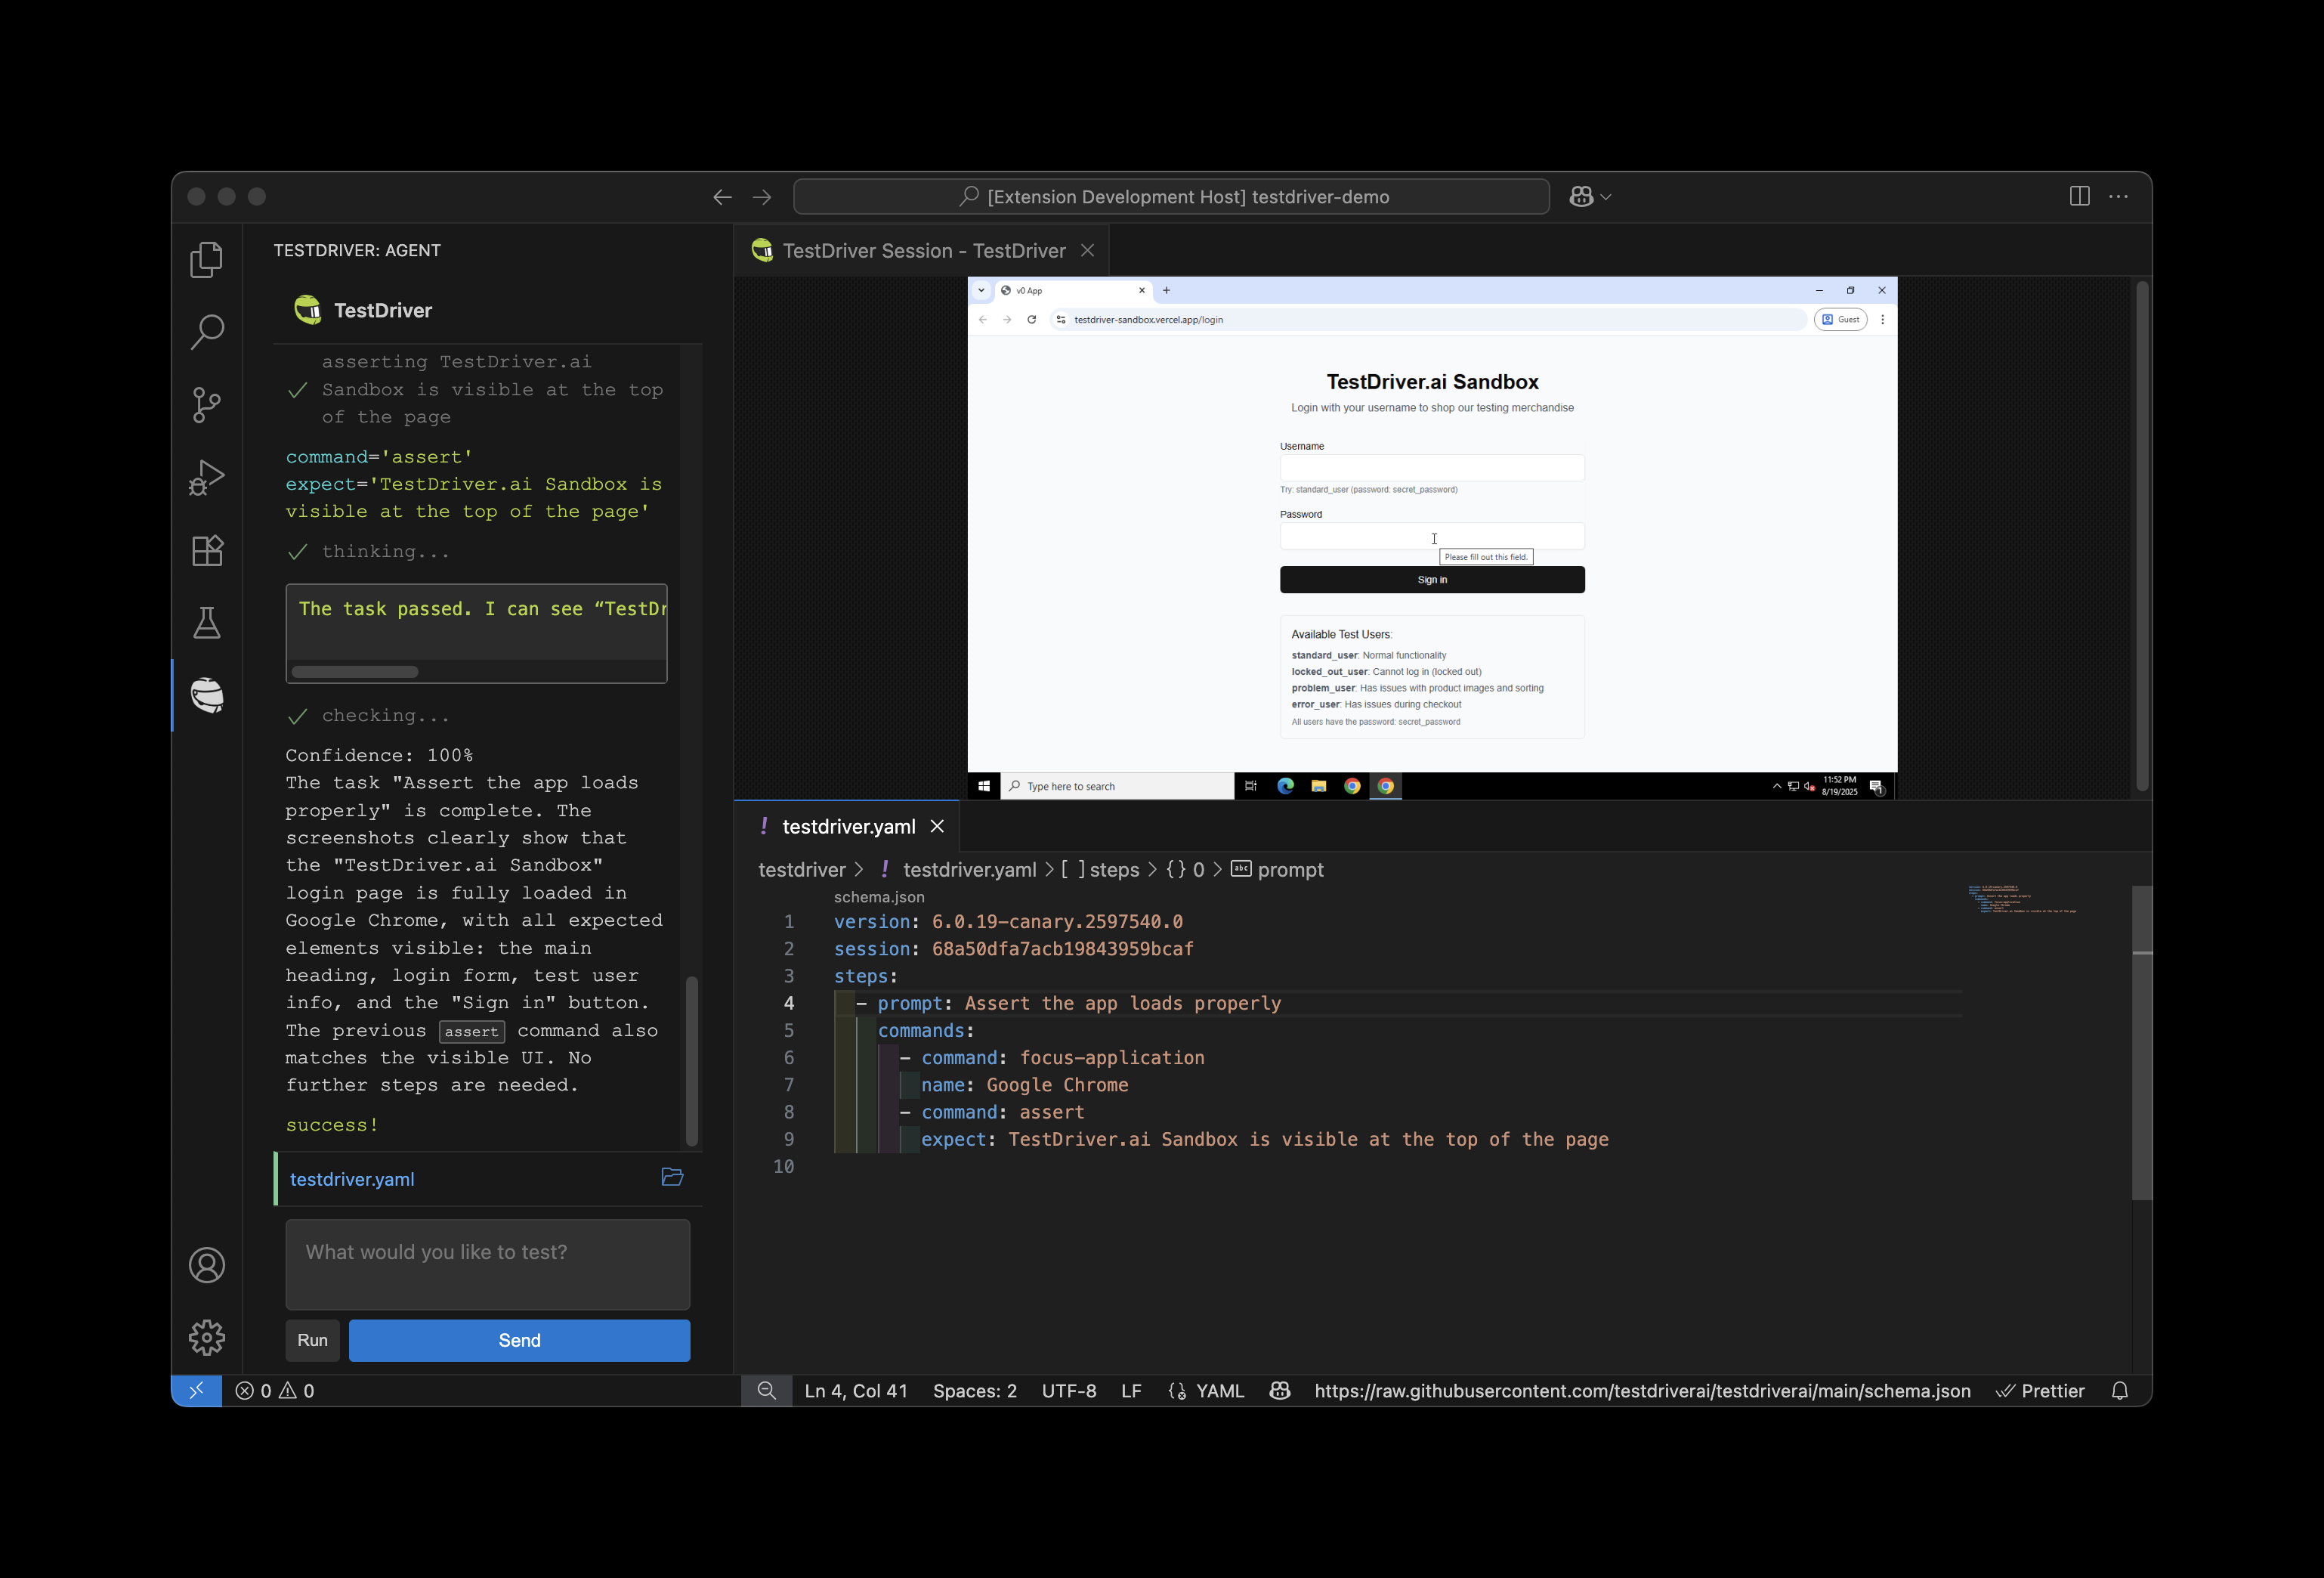 [Extension Development Host] testdriver-demo
TESTDRIVER: AGENT
TestDriver
asserting TestDriver.ai
Sandbox is visible at the top
of the page
command='assert'
expect='TestDriver.ai Sandbox is
visible at the top of the page'
thinking...
The task passed. I can see “TestDr
checking...
Confidence: 100%
The task "Assert the app loads
properly" is complete. The
screenshots clearly show that
the "TestDriver.ai Sandbox"
login page is fully loaded in
Google Chrome, with all expected
elements visible: the main
heading, login form, test user
info, and the "Sign in" button.
The previous assert command also
matches the visible UI. No
further steps are needed.
success!
testdriver.yaml
What would you like to test?
Run
Send
TestDriver Session - TestDriver
v0 App
testdriver-sandbox.vercel.app/login
Guest
TestDriver.ai Sandbox
Login with your username to shop our testing merchandise
Username
Try: standard_user (password: secret_password)
Password
Please fill out this field.
Sign in
Available Test Users:
standard_user: Normal functionality
locked_out_user: Cannot log in (locked out)
problem_user: Has issues with product images and sorting
error_user: Has issues during checkout
All users have the password: secret_password
Type here to search
11:52 PM
8/19/2025
1
! testdriver.yaml
testdriver > ! testdriver.yaml > [ ] steps > {} 0 > abc prompt
schema.json
1 version: 6.0.19-canary.2597540.0
2 session: 68a50dfa7acb19843959bcaf
3 steps:
4 - prompt: Assert the app loads properly
5 commands:
6 - command: focus-application
7 name: Google Chrome
8 - command: assert
9 expect: TestDriver.ai Sandbox is visible at the top of the page
10
0 0
Ln 4, Col 41 Spaces: 2 UTF-8 LF YAML https://raw.githubusercontent.com/testdriverai/testdriverai/main/schema.json Prettier